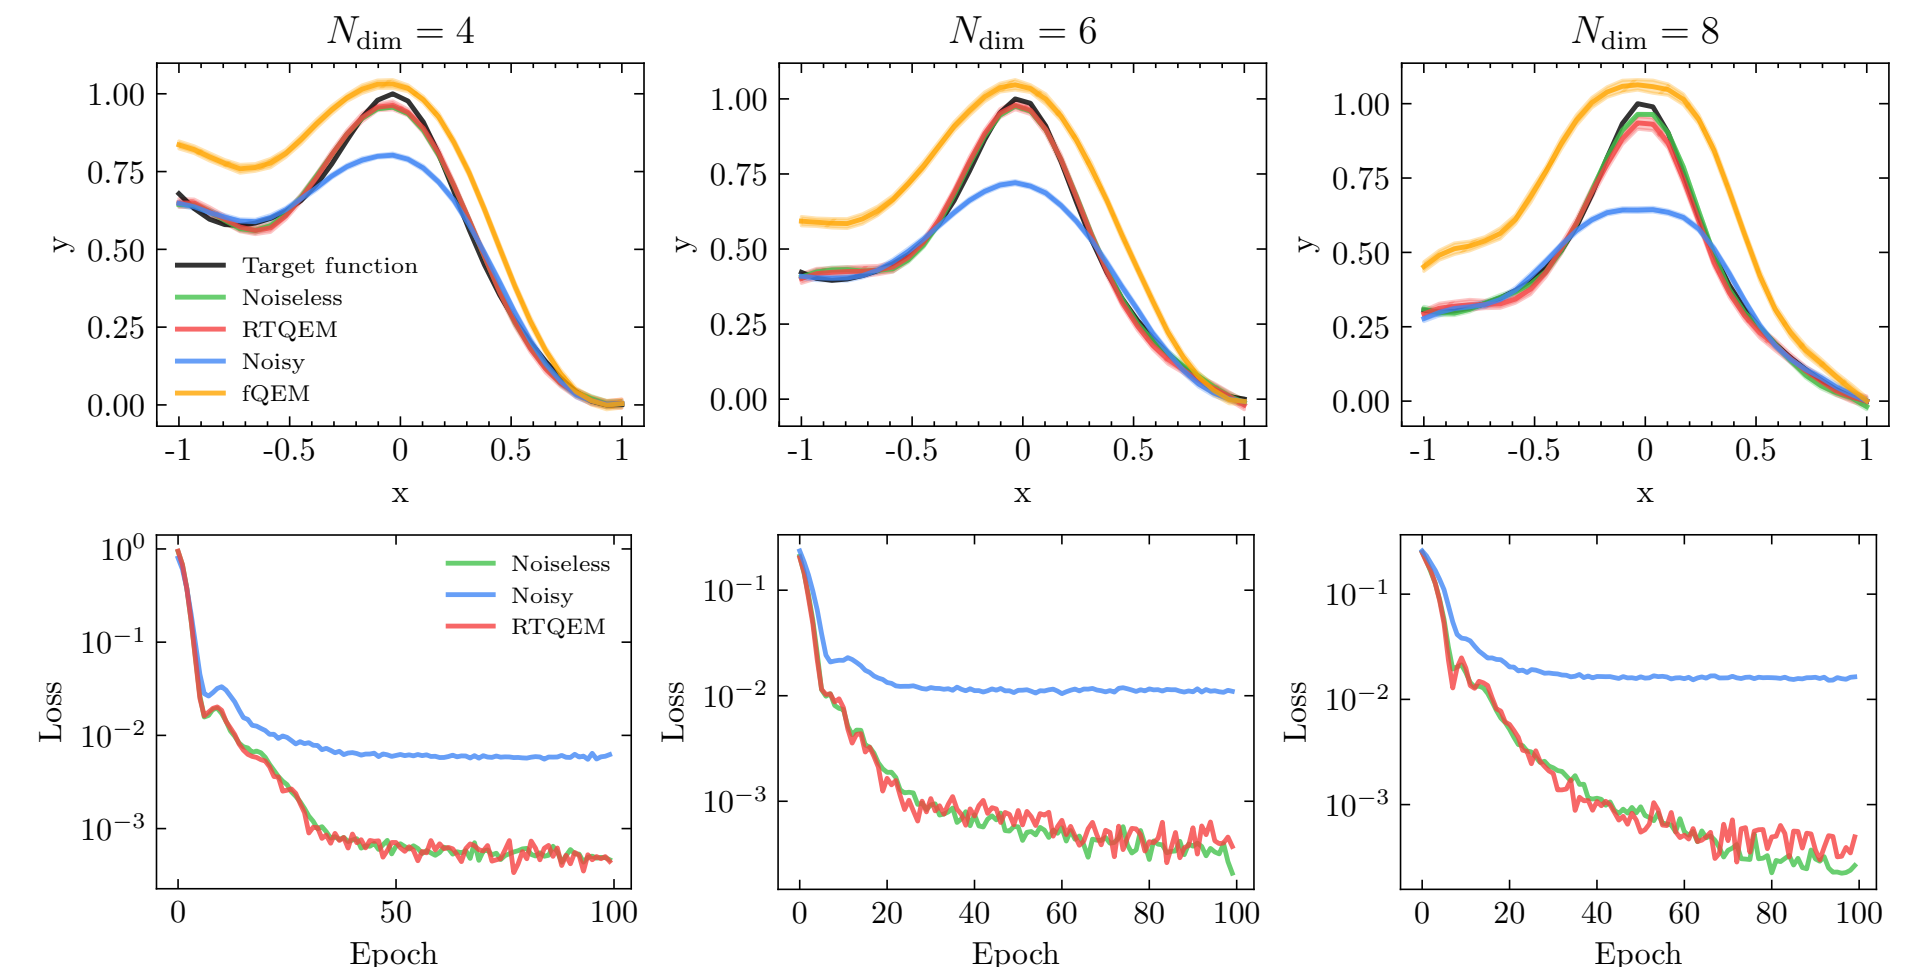 N_dim = 4
N_dim = 6
N_dim = 8
y
1.00
0.75
0.50
0.25
0.00
Target function
Noiseless
RTQEM
Noisy
fQEM
-1 -0.5 0 0.5 1
x
y
1.00
0.75
0.50
0.25
0.00
-1 -0.5 0 0.5 1
x
y
1.00
0.75
0.50
0.25
0.00
-1 -0.5 0 0.5 1
x
Loss
10⁰
10⁻¹
10⁻²
10⁻³
Noiseless
Noisy
RTQEM
0 50 100
Epoch
Loss
10⁻¹
10⁻²
10⁻³
0 20 40 60 80 100
Epoch
Loss
10⁻¹
10⁻²
10⁻³
0 20 40 60 80 100
Epoch